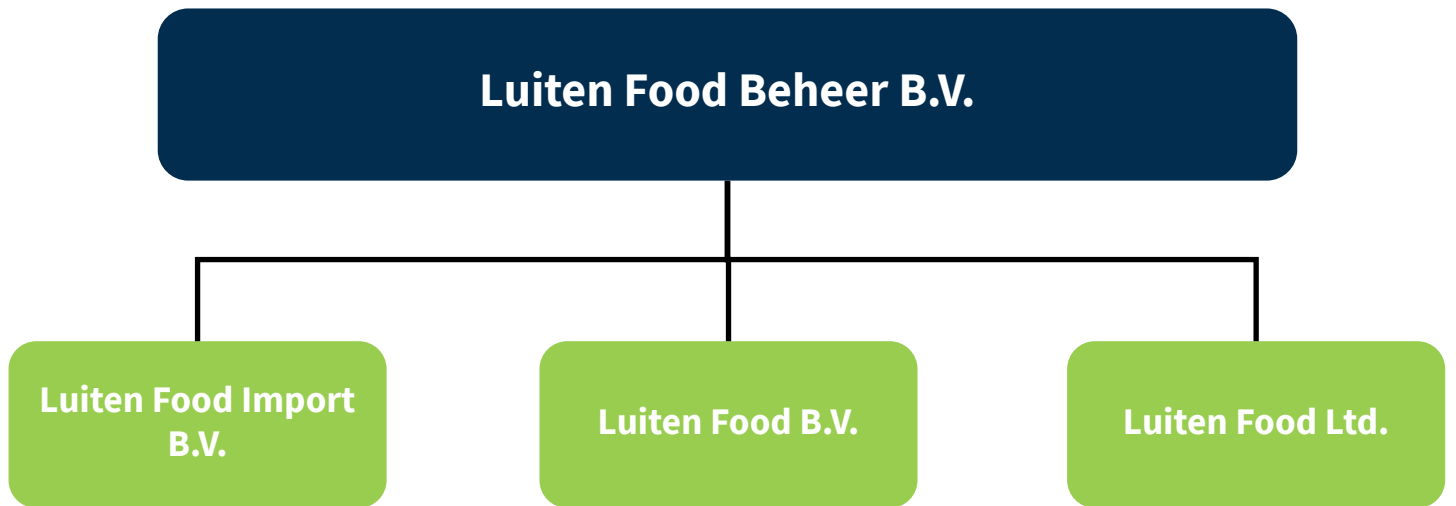 Luiten Food Beheer B.V.
Luiten Food Import
B.V.
Luiten Food B.V.
Luiten Food Ltd.